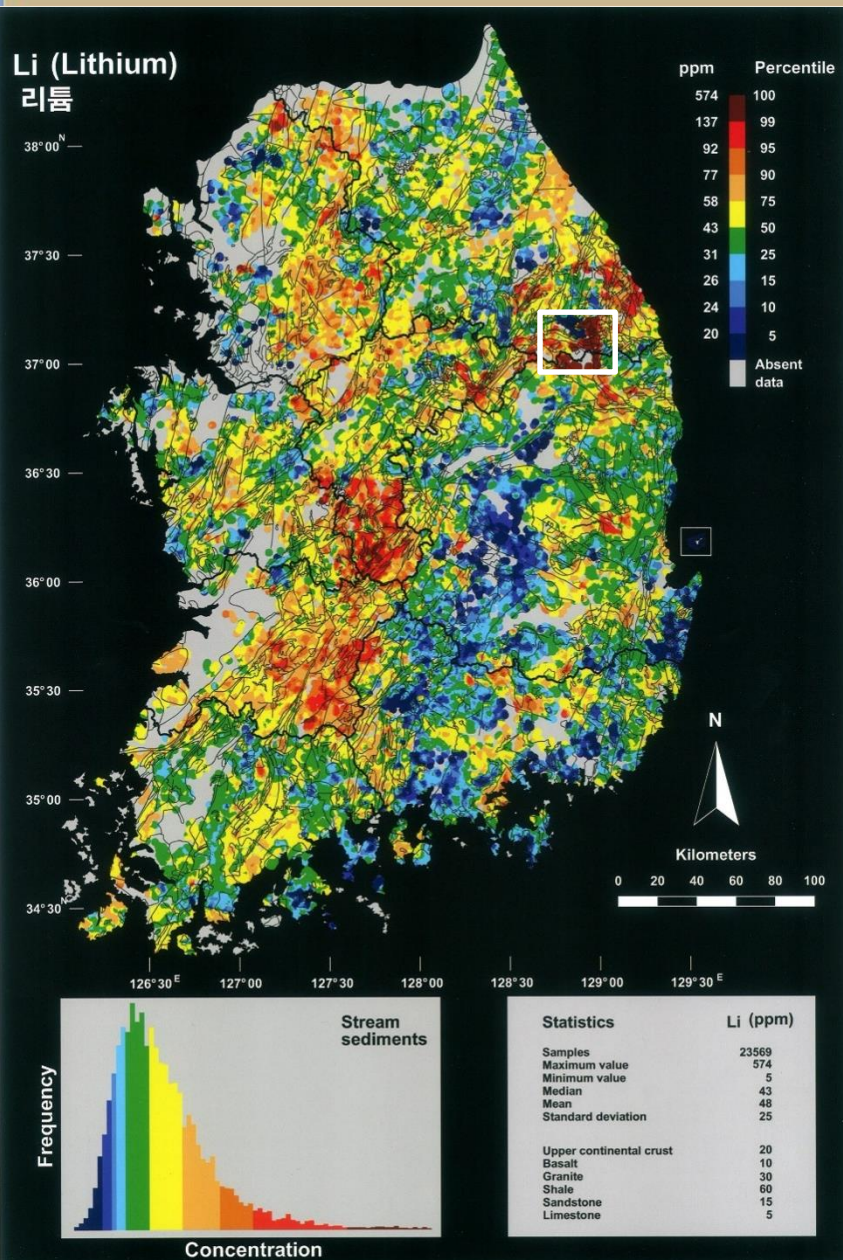 Li (Lithium)
리튬
ppm Percentile
574 100
137 99
92 95
77 90
58 75
43 50
31 25
26 15
24 10
20 5
Absent
data
38°00' N
37°30'
37°00'
36°30'
36°00'
35°30'
35°00'
34°30' N
N
Kilometers
0 20 40 60 80 100
126°30' E 127°00' 127°30' 128°00' 128°30' 129°00' 129°30' E
Stream
sediments
Frequency
Concentration
Statistics Li (ppm)
Samples 23569
Maximum value 574
Minimum value 5
Median 43
Mean 48
Standard deviation 25
Upper continental crust 20
Basalt 10
Granite 30
Shale 60
Sandstone 15
Limestone 5